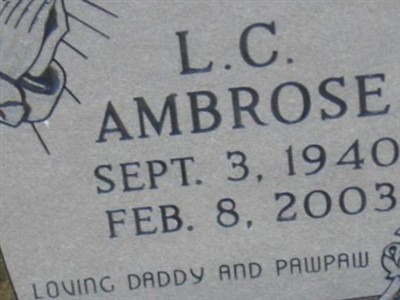 L.C.
AMBROSE
SEPT. 3, 1940
FEB. 8, 2003
LOVING DADDY AND PAWPAW